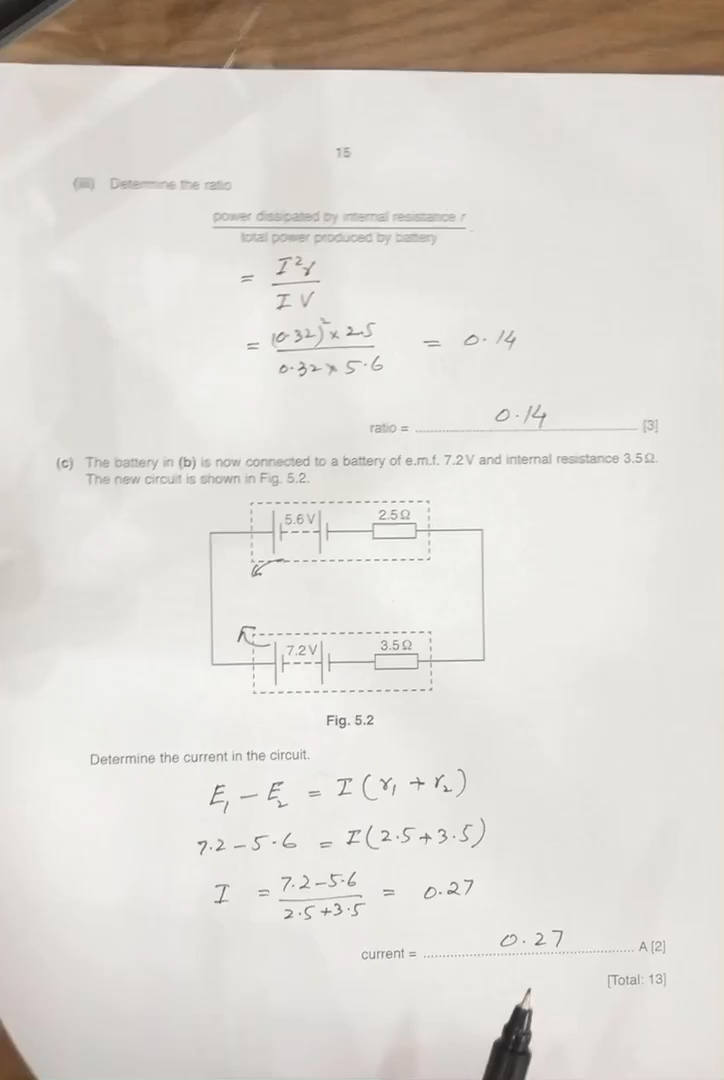 15
(iii) Determine the ratio
power dissipated by internal resistance r
total power produced by battery
= I²r
I V
= (0.32)² × 2.5 = 0.14
0.32 × 5.6
ratio = 0.14 [3]
(c) The battery in (b) is now connected to a battery of e.m.f. 7.2V and internal resistance 3.5Ω.
The new circuit is shown in Fig. 5.2.
5.6V 2.5Ω
7.2V 3.5Ω
Fig. 5.2
Determine the current in the circuit.
E₁ - E₂ = I(r₁ + r₂)
7.2 - 5.6 = I(2.5 + 3.5)
I = 7.2 - 5.6 = 0.27
2.5 + 3.5
current = 0.27 A [2]
[Total: 13]